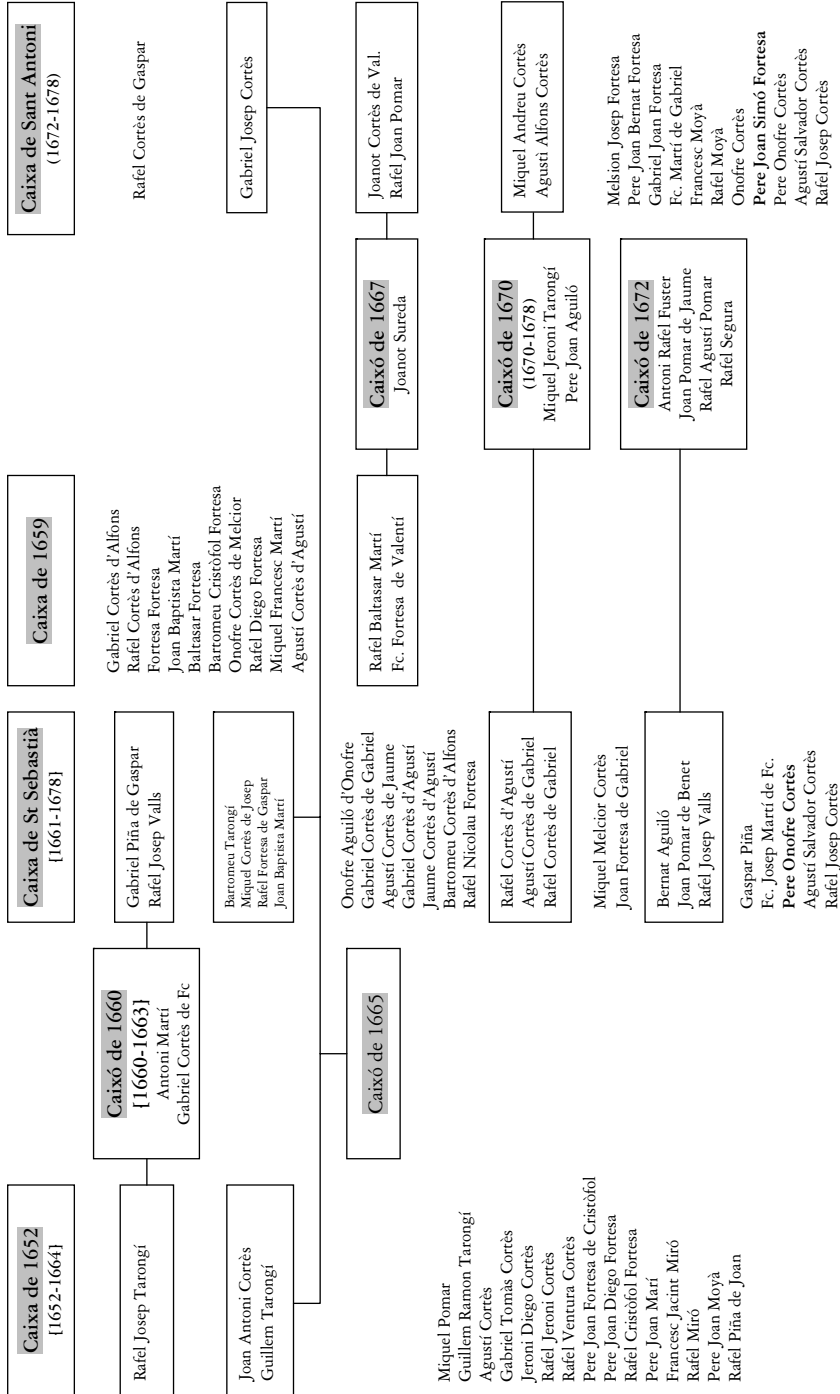 Caixa de 1652
[1652-1664]
Rafel Josep Tarongí
Joan Antoni Cortès
Guillem Tarongí
Miquel Pomar
Guillem Ramon Tarongí
Agustí Cortès
Gabriel Tomàs Cortès
Jeroni Diego Cortès
Rafel Jeroni Cortès
Rafel Ventura Cortès
Pere Joan Fortesa de Cristòfol
Pere Joan Diego Fortesa
Rafel Cristòfol Fortesa
Pere Joan Marí
Francesc Jacint Miró
Rafel Miró
Pere Joan Moyà
Rafel Piña de Joan
Caixó de 1660
[1660-1663]
Antoni Martí
Gabriel Cortès de Fc
Caixó de 1665
Caixa de St Sebastià
[1661-1678]
Gabriel Piña de Gaspar
Rafel Josep Valls
Bartomeu Tarongí
Miquel Cortès de Josep
Rafel Fortesa de Gaspar
Joan Baptista Martí
Onofre Aguiló d'Onofre
Gabriel Cortès de Gabriel
Agustí Cortès de Jaume
Gabriel Cortès d'Agustí
Jaume Cortès d'Agustí
Bartomeu Cortès d'Alfons
Rafel Nicolau Fortesa
Rafel Cortès d'Agustí
Agustí Cortès de Gabriel
Rafel Cortès de Gabriel
Miquel Melcior Cortès
Joan Fortesa de Gabriel
Bernat Aguiló
Joan Pomar de Benet
Rafel Josep Valls
Gaspar Piña
Fc. Josep Martí de Fc.
Pere Onofre Cortès
Agustí Salvador Cortès
Rafel Josep Cortès
Caixa de 1659
Gabriel Cortès d'Alfons
Rafel Cortès d'Alfons
Fortesa Fortesa
Joan Baptista Martí
Baltasar Fortesa
Bartomeu Cristòfol Fortesa
Onofre Cortès de Melcior
Rafel Diego Fortesa
Miquel Francesc Martí
Agustí Cortès d'Agustí
Rafel Baltasar Martí
Fc. Fortesa de Valentí
Caixó de 1667
Joanot Sureda
Caixó de 1670
(1670-1678)
Miquel Jeroni Tarongí
Pere Joan Aguiló
Caixó de 1672
Antoni Rafel Fuster
Joan Pomar de Jaume
Rafel Agustí Pomar
Rafel Segura
Caixa de Sant Antoni
(1672-1678)
Rafel Cortès de Gaspar
Gabriel Josep Cortès
Joanot Cortès de Val.
Rafel Joan Pomar
Miquel Andreu Cortès
Agusti Alfons Cortès
Melsion Josep Fortesa
Pere Joan Bernat Fortesa
Gabriel Joan Fortesa
Fc. Martí de Gabriel
Francesc Moyà
Rafel Moyà
Onofre Cortès
Pere Joan Simó Fortesa
Pere Onofre Cortès
Agustí Salvador Cortès
Rafel Josep Cortès